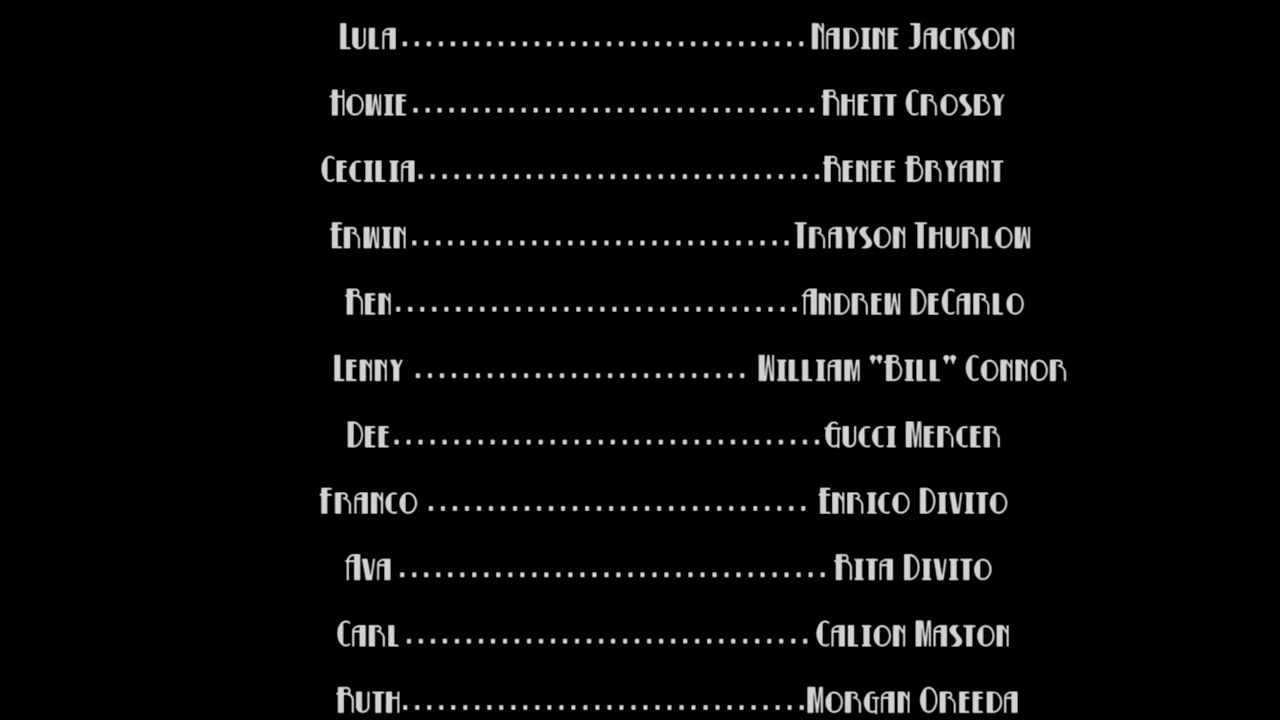 Lula..................................Nadine Jackson
Howie..................................Rhett Crosby
Cecilia..................................Renee Bryant
Erwin................................Trayson Thurlow
Ren..................................Andrew DeCarlo
Lenny ............................ William "Bill" Connor
Dee....................................Gucci Mercer
Franco ................................ Enrico Divito
Ava .................................... Rita Divito
Carl .................................. Calion Maston
Ruth..................................Morgan Oreeda